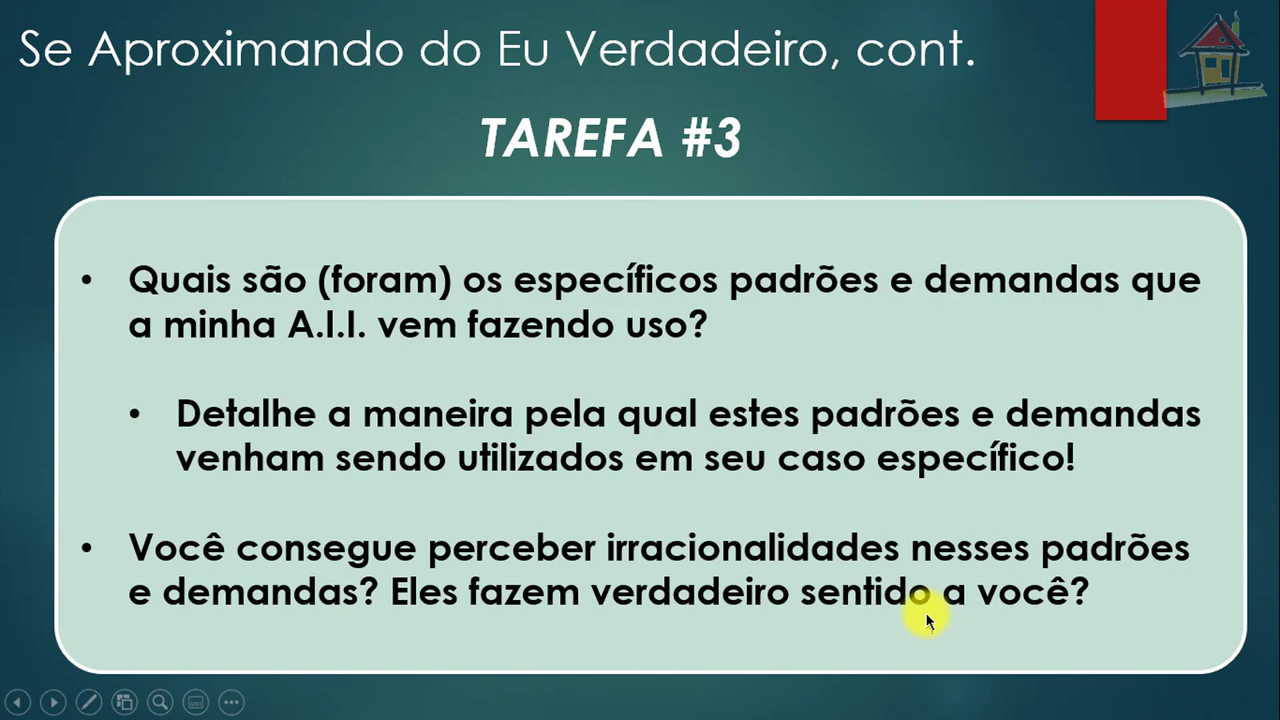 Se Aproximando do Eu Verdadeiro, cont.
TAREFA #3
• Quais são (foram) os específicos padrões e demandas que
a minha A.I.I. vem fazendo uso?
• Detalhe a maneira pela qual estes padrões e demandas
venham sendo utilizados em seu caso específico!
• Você consegue perceber irracionalidades nesses padrões
e demandas? Eles fazem verdadeiro sentido a você?